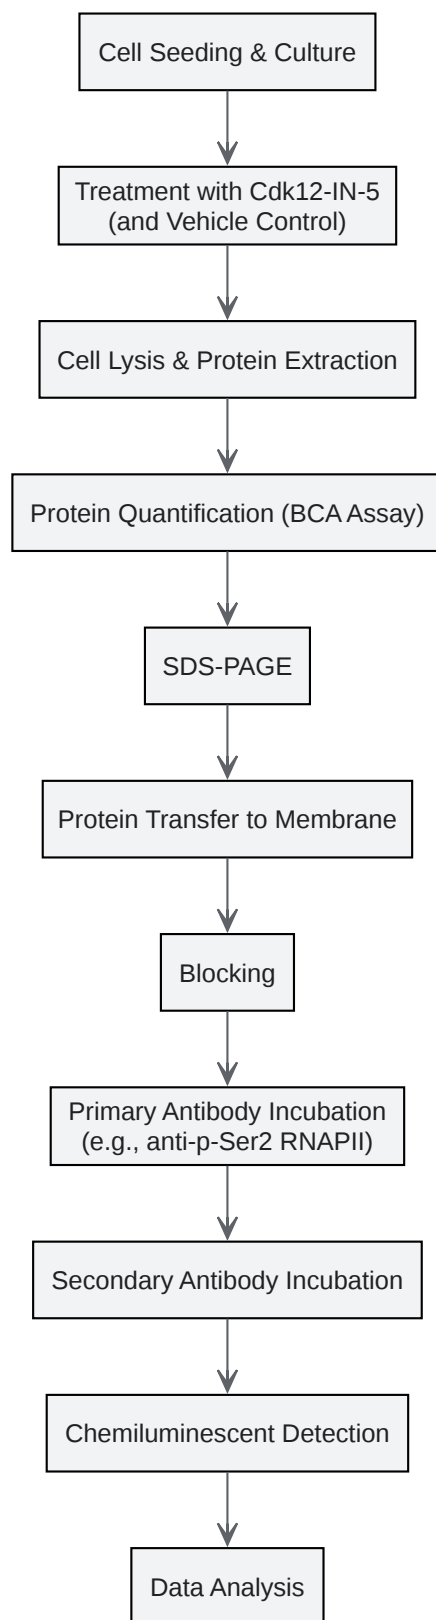 Cell Seeding & Culture
Treatment with Cdk12-IN-5
(and Vehicle Control)
Cell Lysis & Protein Extraction
Protein Quantification (BCA Assay)
SDS-PAGE
Protein Transfer to Membrane
Blocking
Primary Antibody Incubation
(e.g., anti-p-Ser2 RNAPII)
Secondary Antibody Incubation
Chemiluminescent Detection
Data Analysis